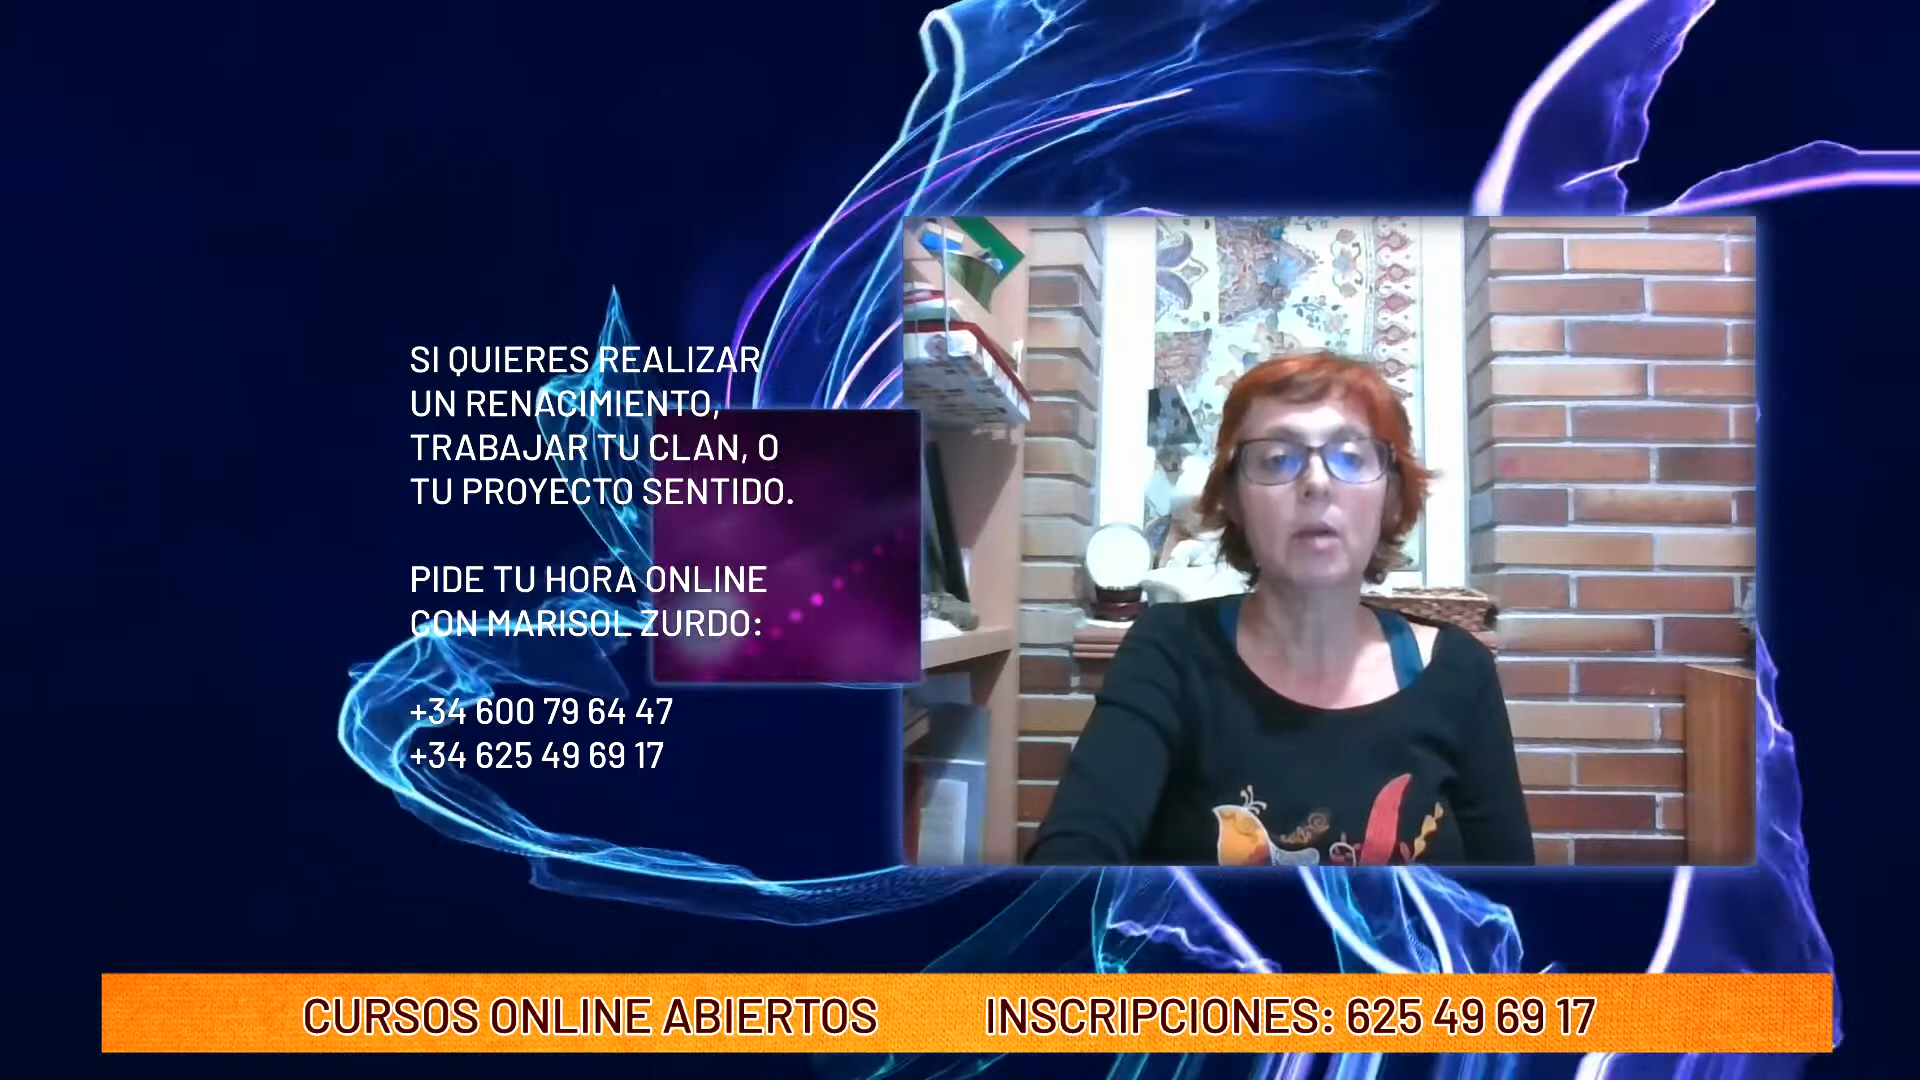 SI QUIERES REALIZAR
UN RENACIMIENTO,
TRABAJAR TU CLAN, O
TU PROYECTO SENTIDO.
PIDE TU HORA ONLINE
CON MARISOL ZURDO:
+34 600 79 64 47
+34 625 49 69 17
CURSOS ONLINE ABIERTOS INSCRIPCIONES: 625 49 69 17